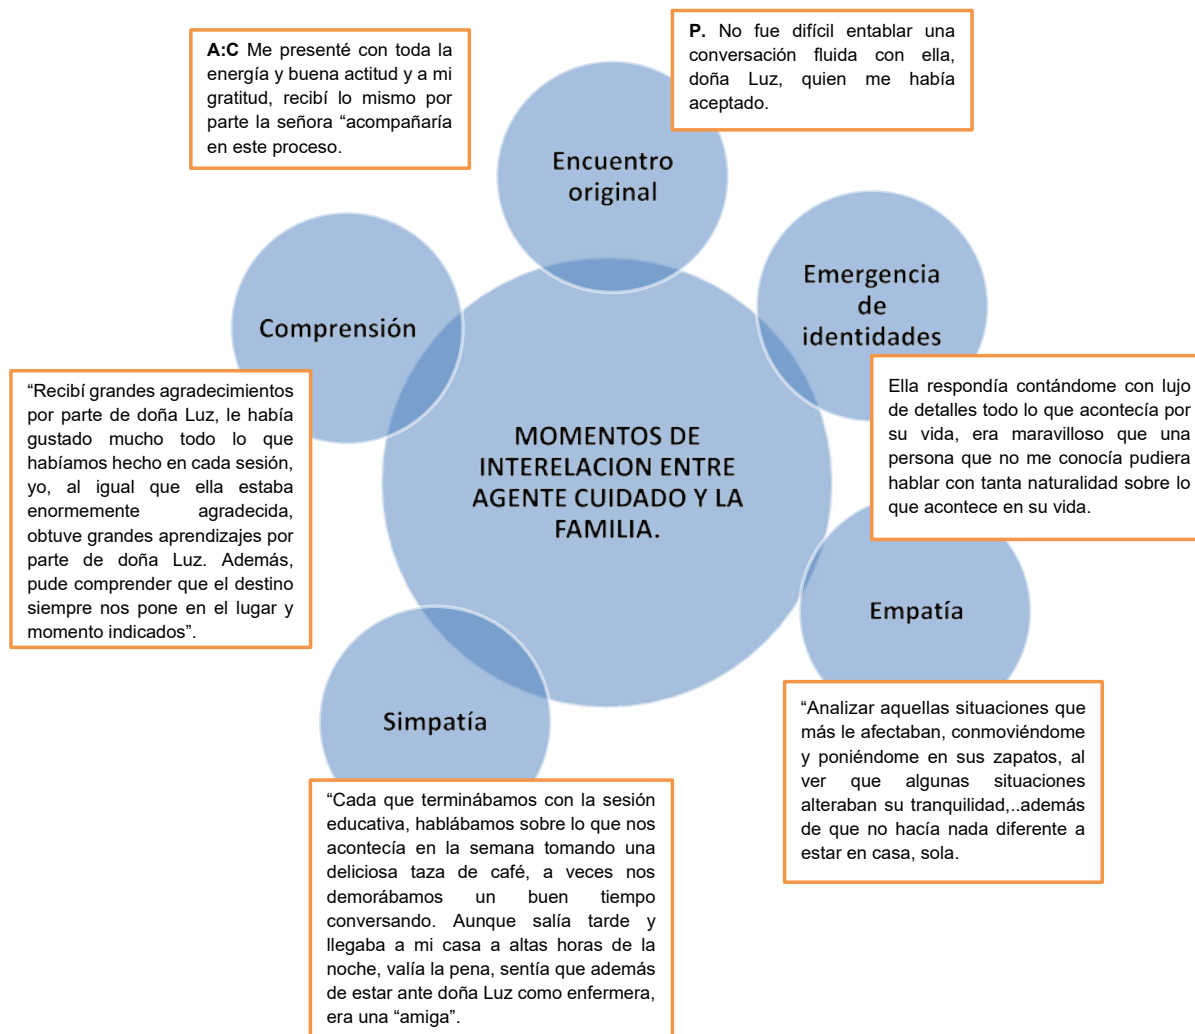 A:C Me presenté con toda la
energía y buena actitud y a mi
gratitud, recibí lo mismo por
parte la señora “acompañaría
en este proceso.
P. No fue difícil entablar una
conversación fluida con ella,
doña Luz, quien me había
aceptado.
Encuentro
original
Emergencia
de
identidades
Ella respondía contándome con lujo
de detalles todo lo que acontecía por
su vida, era maravilloso que una
persona que no me conocía pudiera
hablar con tanta naturalidad sobre lo
que acontece en su vida.
Comprensión
“Recibí grandes agradecimientos
por parte de doña Luz, le había
gustado mucho todo lo que
habíamos hecho en cada sesión,
yo, al igual que ella estaba
enormemente agradecida,
obtuve grandes aprendizajes por
parte de doña Luz. Además,
pude comprender que el destino
siempre nos pone en el lugar y
momento indicados”.
MOMENTOS DE
INTERELACION ENTRE
AGENTE CUIDADO Y LA
FAMILIA.
Empatía
“Analizar aquellas situaciones que
más le afectaban, conmoviéndome
y poniéndome en sus zapatos, al
ver que algunas situaciones
alteraban su tranquilidad,..además
de que no hacía nada diferente a
estar en casa, sola.
Simpatía
“Cada que terminábamos con la sesión
educativa, hablábamos sobre lo que nos
acontecía en la semana tomando una
deliciosa taza de café, a veces nos
demorábamos un buen tiempo
conversando. Aunque salía tarde y
llegaba a mi casa a altas horas de la
noche, valía la pena, sentía que además
de estar ante doña Luz como enfermera,
era una “amiga”.